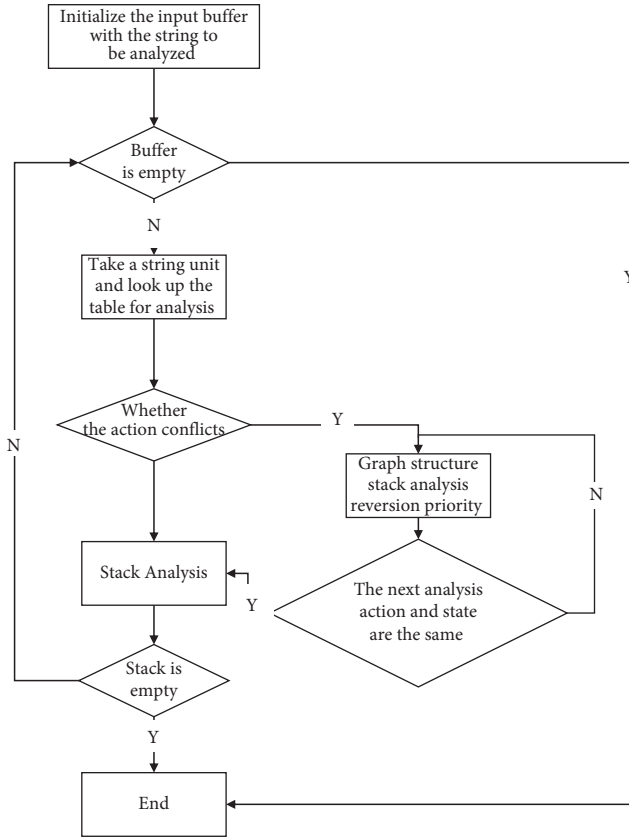 Initialize the input buffer
with the string to
be analyzed
Buffer
is empty
N
Y
Take a string unit
and look up the
table for analysis
Whether
the action conflicts
Y
N
Graph structure
stack analysis
reversion priority
N
Stack Analysis
Y
The next analysis
action and state
are the same
Stack is
empty
Y
End